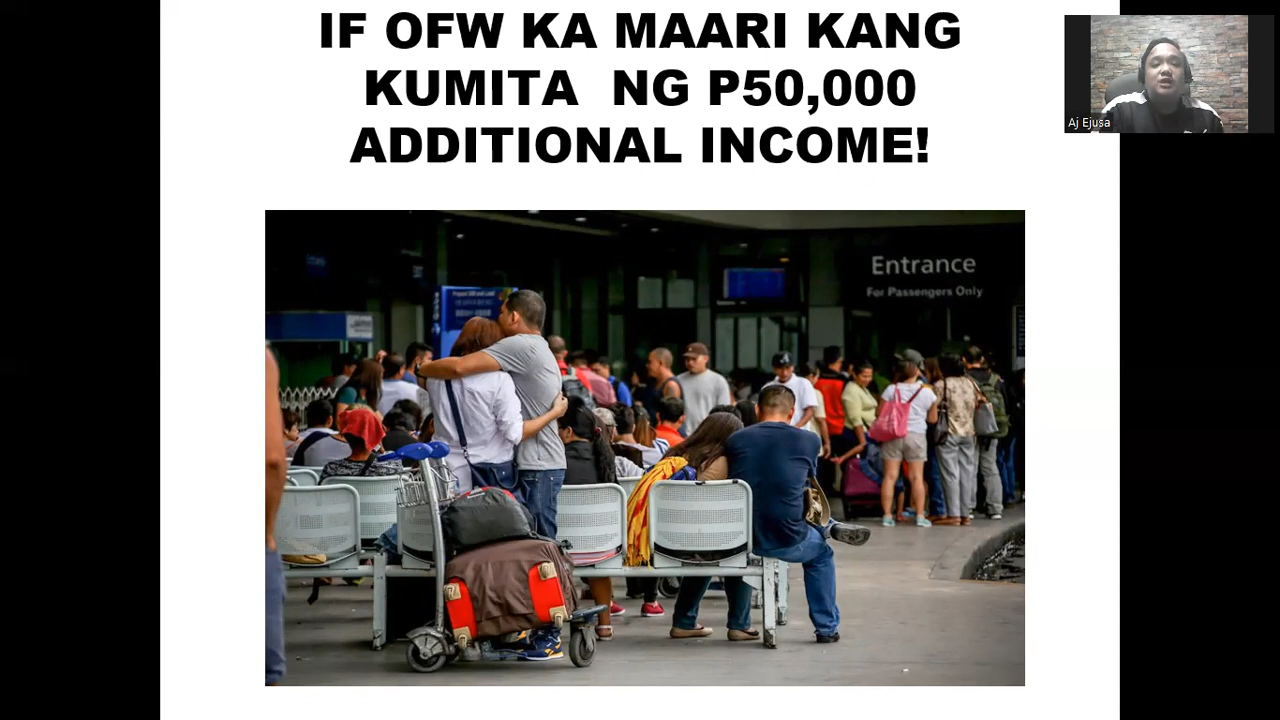 IF OFW KA MAARI KANG
KUMITA NG P50,000
ADDITIONAL INCOME!
Aj Ejusa
Entrance
For Passengers Only